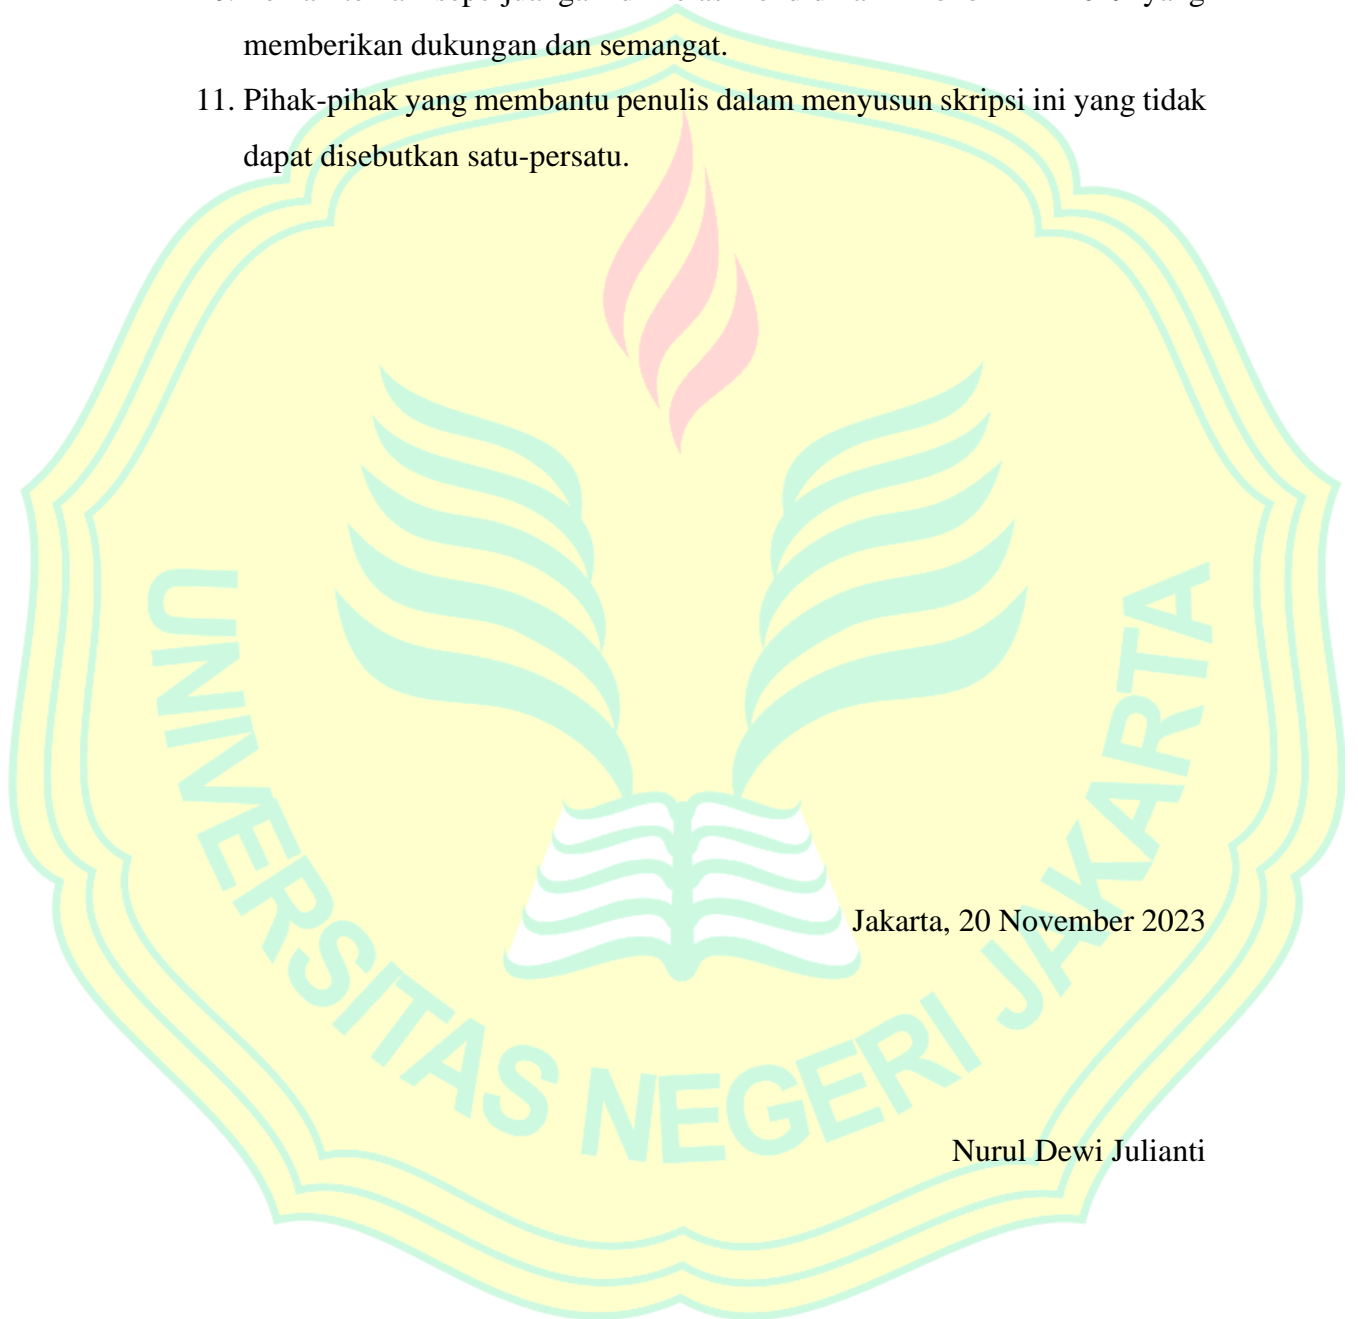 memberikan dukungan dan semangat.
11. Pihak-pihak yang membantu penulis dalam menyusun skripsi ini yang tidak
dapat disebutkan satu-persatu.
Jakarta, 20 November 2023
Nurul Dewi Julianti
UNIVERSITAS NEGERI JAKARTA